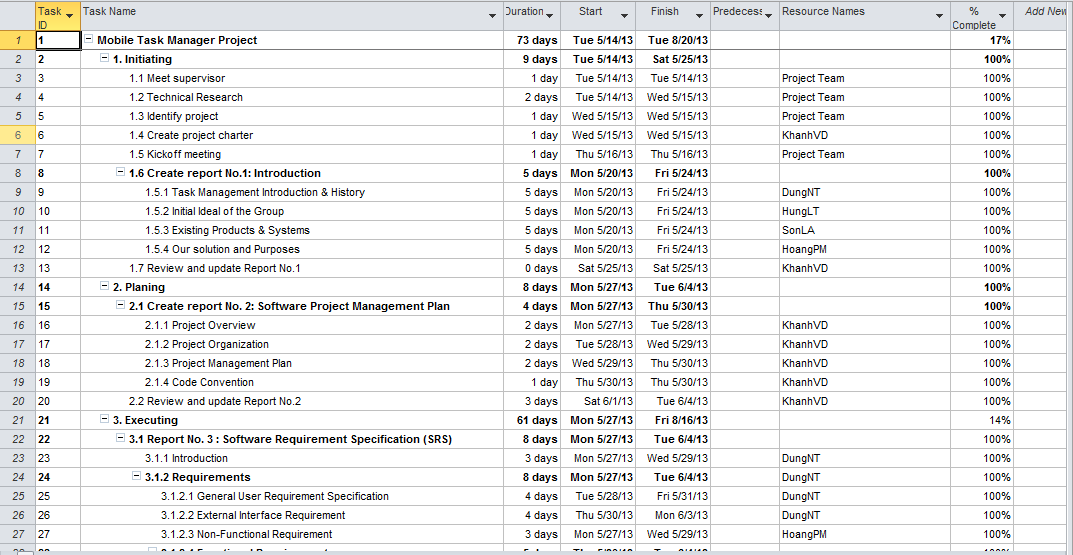 Task ID Task Name Duration Start Finish Predecess Resource Names % Complete Add New
1 1 Mobile Task Manager Project 73 days Tue 5/14/13 Tue 8/20/13 17%
2 2 1. Initiating 9 days Tue 5/14/13 Sat 5/25/13 100%
3 3 1.1 Meet supervisor 1 day Tue 5/14/13 Tue 5/14/13 Project Team 100%
4 4 1.2 Technical Research 2 days Tue 5/14/13 Wed 5/15/13 Project Team 100%
5 5 1.3 Identify project 1 day Wed 5/15/13 Wed 5/15/13 Project Team 100%
6 6 1.4 Create project charter 1 day Wed 5/15/13 Wed 5/15/13 KhanhVD 100%
7 7 1.5 Kickoff meeting 1 day Thu 5/16/13 Thu 5/16/13 Project Team 100%
8 8 1.6 Create report No.1: Introduction 5 days Mon 5/20/13 Fri 5/24/13 100%
9 9 1.5.1 Task Management Introduction & History 5 days Mon 5/20/13 Fri 5/24/13 DungNT 100%
10 10 1.5.2 Initial Ideal of the Group 5 days Mon 5/20/13 Fri 5/24/13 HungLT 100%
11 11 1.5.3 Existing Products & Systems 5 days Mon 5/20/13 Fri 5/24/13 SonLA 100%
12 12 1.5.4 Our solution and Purposes 5 days Mon 5/20/13 Fri 5/24/13 HoangPM 100%
13 13 1.7 Review and update Report No.1 0 days Sat 5/25/13 Sat 5/25/13 KhanhVD 100%
14 14 2. Planing 8 days Mon 5/27/13 Tue 6/4/13 100%
15 15 2.1 Create report No. 2: Software Project Management Plan 4 days Mon 5/27/13 Thu 5/30/13 100%
16 16 2.1.1 Project Overview 2 days Mon 5/27/13 Tue 5/28/13 KhanhVD 100%
17 17 2.1.2 Project Organization 2 days Tue 5/28/13 Wed 5/29/13 KhanhVD 100%
18 18 2.1.3 Project Management Plan 2 days Wed 5/29/13 Thu 5/30/13 KhanhVD 100%
19 19 2.1.4 Code Convention 1 day Thu 5/30/13 Thu 5/30/13 KhanhVD 100%
20 20 2.2 Review and update Report No.2 3 days Sat 6/1/13 Tue 6/4/13 KhanhVD 100%
21 21 3. Executing 61 days Mon 5/27/13 Fri 8/16/13 14%
22 22 3.1 Report No. 3 : Software Requirement Specification (SRS) 8 days Mon 5/27/13 Tue 6/4/13 100%
23 23 3.1.1 Introduction 3 days Mon 5/27/13 Wed 5/29/13 DungNT 100%
24 24 3.1.2 Requirements 8 days Mon 5/27/13 Tue 6/4/13 DungNT 100%
25 25 3.1.2.1 General User Requirement Specification 4 days Tue 5/28/13 Fri 5/31/13 DungNT 100%
26 26 3.1.2.2 External Interface Requirement 4 days Thu 5/30/13 Mon 6/3/13 DungNT 100%
27 27 3.1.2.3 Non-Functional Requirement 3 days Mon 5/27/13 Wed 5/29/13 HoangPM 100%